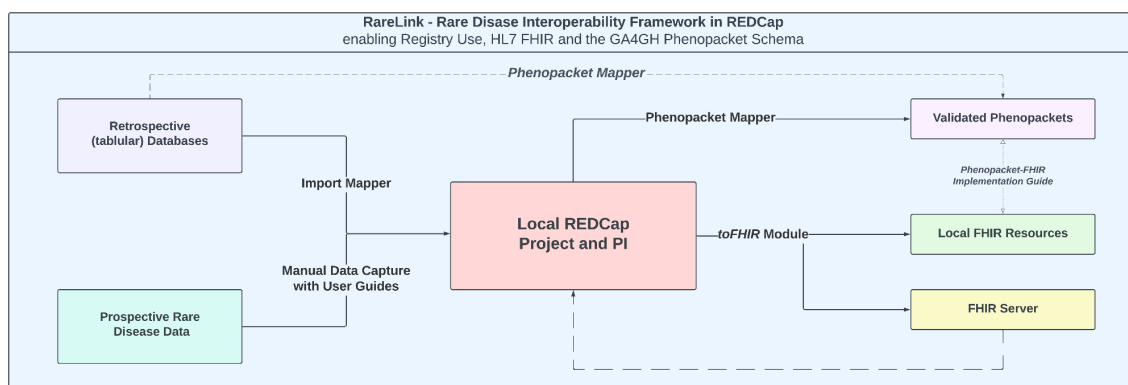 RareLink - Rare Disase Interoperability Framework in REDCap
enabling Registry Use, HL7 FHIR and the GA4GH Phenopacket Schema
Phenopacket Mapper
Retrospective
(tablular) Databases
Phenopacket Mapper
Validated Phenopackets
Import Mapper
Phenopacket-FHIR
Implementation Guide
Local REDCap
Project and PI
toFHIR Module
Local FHIR Resources
Manual Data Capture
with User Guides
Prospective Rare
Disease Data
FHIR Server